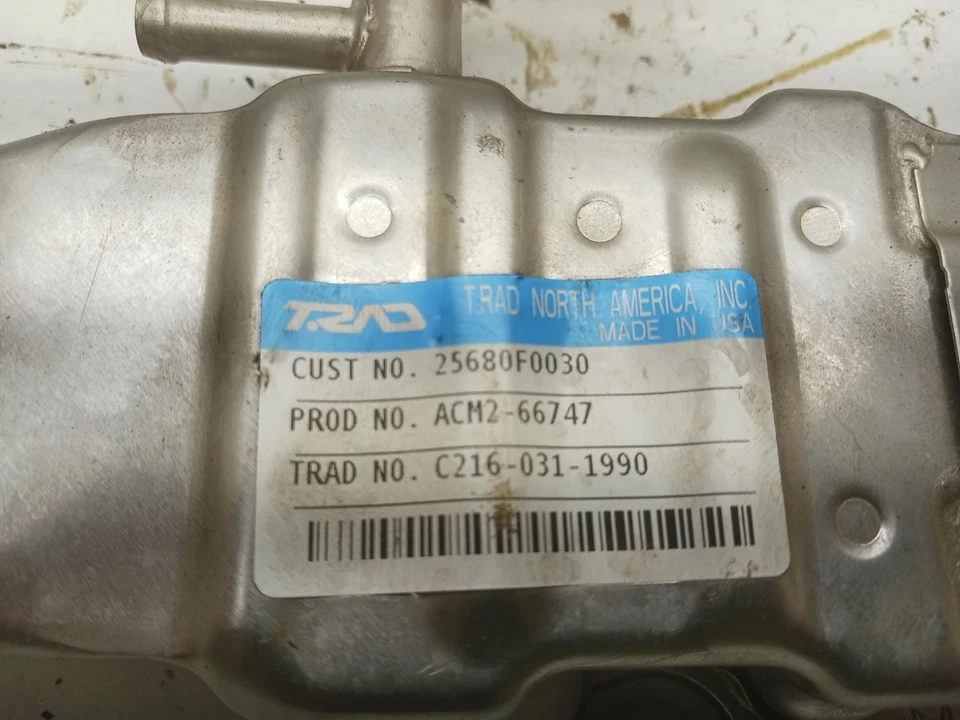 T.RAD
T.RAD NORTH AMERICA, INC.
MADE IN USA
CUST NO. 25680F0030
PROD NO. ACM2-66747
TRAD NO. C216-031-1990